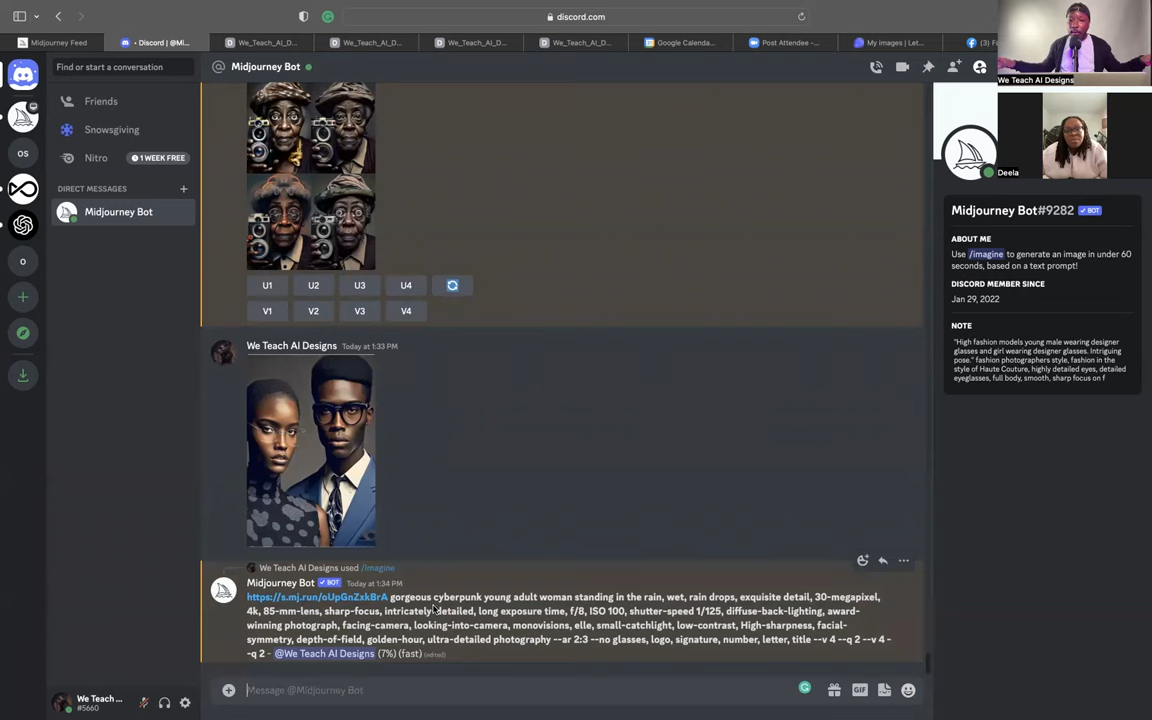 discord.com
Midjourney Feed
• Discord | @Mi...
We_Teach_AI_D...
We_Teach_AI_D...
We_Teach_AI_D...
We_Teach_AI_D...
Google Calenda...
Post Attendee -...
My images | Let...
(3) F
We Teach AI Designs
Find or start a conversation
Midjourney Bot
Friends
Snowsgiving
Nitro
1 WEEK FREE
DIRECT MESSAGES
Midjourney Bot
OS
O
U1 U2 U3 U4
V1 V2 V3 V4
We Teach AI Designs Today at 1:33 PM
We Teach AI Designs used /imagine
Midjourney Bot BOT Today at 1:34 PM
https://s.mj.run/oUpGnZxkBrA gorgeous cyberpunk young adult woman standing in the rain, wet, rain drops, exquisite detail, 30-megapixel,
4k, 85-mm-lens, sharp-focus, intricately-detailed, long exposure time, f/8, ISO 100, shutter-speed 1/125, diffuse-back-lighting, award-
winning photograph, facing-camera, looking-into-camera, monovisions, elle, small-catchlight, low-contrast, High-sharpness, facial-
symmetry, depth-of-field, golden-hour, ultra-detailed photography --ar 2:3 --no glasses, logo, signature, number, letter, title --v 4 --q 2 --v 4 -
-q 2 - @We Teach AI Designs (7%) (fast) (edited)
Message @Midjourney Bot
GIF
We Teach ...
#5660
Deela
Midjourney Bot#9282 BOT
ABOUT ME
Use /imagine to generate an image in under 60
seconds, based on a text prompt!
DISCORD MEMBER SINCE
Jan 29, 2022
NOTE
"High fashion models young male wearing designer
glasses and girl wearing designer glasses. Intriguing
pose." fashion photographers style, fashion in the
style of Haute Couture, highly detailed eyes, detailed
eyeglasses, full body, smooth, sharp focus on f